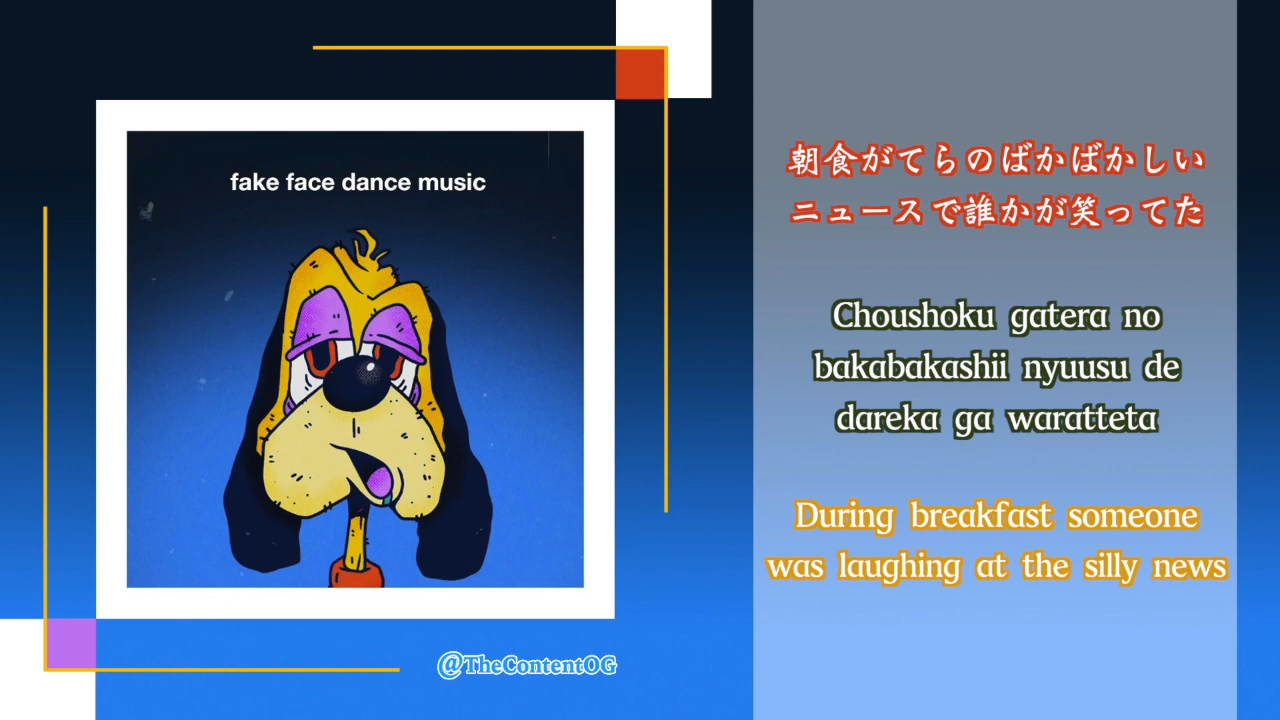 fake face dance music
朝食がてらのばかばかしい
ニュースで誰かが笑ってた
Choushoku gatera no
bakabakashii nyuusu de
dareka ga waratteta
During breakfast someone
was laughing at the silly news
@TheContentOG